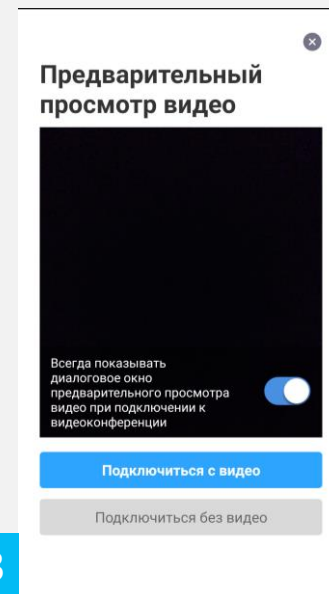 Предварительный
просмотр видео
Всегда показывать
диалоговое окно
предварительного просмотра
видео при подключении к
видеоконференции
Подключиться с видео
Подключиться без видео